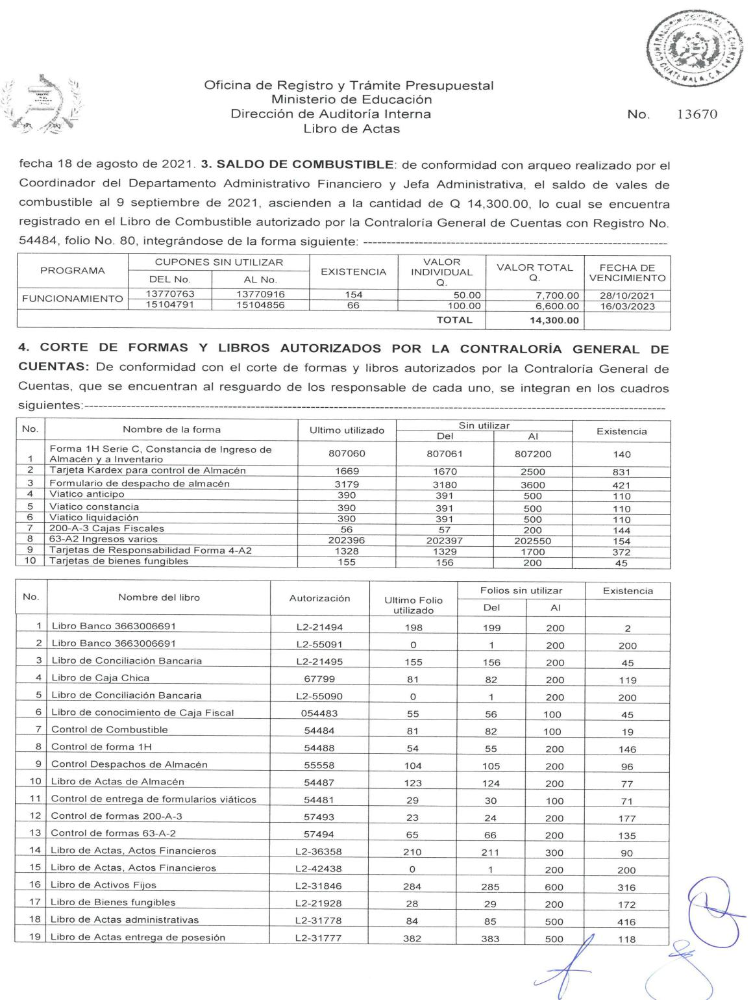 CONTRALORÍA GENERAL DE CUENTAS
GUATEMALA, C.A.
Oficina de Registro y Trámite Presupuestal
Ministerio de Educación
Dirección de Auditoría Interna
Libro de Actas
No. 13670
fecha 18 de agosto de 2021. 3. SALDO DE COMBUSTIBLE: de conformidad con arqueo realizado por el
Coordinador del Departamento Administrativo Financiero y Jefa Administrativa, el saldo de vales de
combustible al 9 septiembre de 2021, ascienden a la cantidad de Q 14,300.00, lo cual se encuentra
registrado en el Libro de Combustible autorizado por la Contraloría General de Cuentas con Registro No.
54484, folio No. 80, integrándose de la forma siguiente: ------------------------------------------------------------------
PROGRAMA CUPONES SIN UTILIZAR EXISTENCIA VALOR INDIVIDUAL Q. VALOR TOTAL Q. FECHA DE VENCIMIENTO
DEL No. AL No.
FUNCIONAMIENTO 13770763 13770916 154 50.00 7,700.00 28/10/2021
15104791 15104856 66 100.00 6,600.00 16/03/2023
TOTAL 14,300.00
4. CORTE DE FORMAS Y LIBROS AUTORIZADOS POR LA CONTRALORÍA GENERAL DE
CUENTAS: De conformidad con el corte de formas y libros autorizados por la Contraloría General de
Cuentas, que se encuentran al resguardo de los responsable de cada uno, se integran en los cuadros
siguientes:------------------------------------------------------------------------------------------------------------------------------
No. Nombre de la forma Ultimo utilizado Sin utilizar Existencia
Del Al
1 Forma 1H Serie C, Constancia de Ingreso de Almacén y a Inventario 807060 807061 807200 140
2 Tarjeta Kardex para control de Almacén 1669 1670 2500 831
3 Formulario de despacho de almacén 3179 3180 3600 421
4 Viatico anticipo 390 391 500 110
5 Viatico constancia 390 391 500 110
6 Viatico liquidación 390 391 500 110
7 200-A-3 Cajas Fiscales 56 57 200 144
8 63-A2 Ingresos varios 202396 202397 202550 154
9 Tarjetas de Responsabilidad Forma 4-A2 1328 1329 1700 372
10 Tarjetas de bienes fungibles 155 156 200 45
No. Nombre del libro Autorización Ultimo Folio utilizado Folios sin utilizar Existencia
Del Al
1 Libro Banco 3663006691 L2-21494 198 199 200 2
2 Libro Banco 3663006691 L2-55091 0 1 200 200
3 Libro de Conciliación Bancaria L2-21495 155 156 200 45
4 Libro de Caja Chica 67799 81 82 200 119
5 Libro de Conciliación Bancaria L2-55090 0 1 200 200
6 Libro de conocimiento de Caja Fiscal 054483 55 56 100 45
7 Control de Combustible 54484 81 82 100 19
8 Control de forma 1H 54488 54 55 200 146
9 Control Despachos de Almacén 55558 104 105 200 96
10 Libro de Actas de Almacén 54487 123 124 200 77
11 Control de entrega de formularios viáticos 54481 29 30 100 71
12 Control de formas 200-A-3 57493 23 24 200 177
13 Control de formas 63-A-2 57494 65 66 200 135
14 Libro de Actas, Actos Financieros L2-36358 210 211 300 90
15 Libro de Actas, Actos Financieros L2-42438 0 1 200 200
16 Libro de Activos Fijos L2-31846 284 285 600 316
17 Libro de Bienes fungibles L2-21928 28 29 200 172
18 Libro de Actas administrativas L2-31778 84 85 500 416
19 Libro de Actas entrega de posesión L2-31777 382 383 500 118